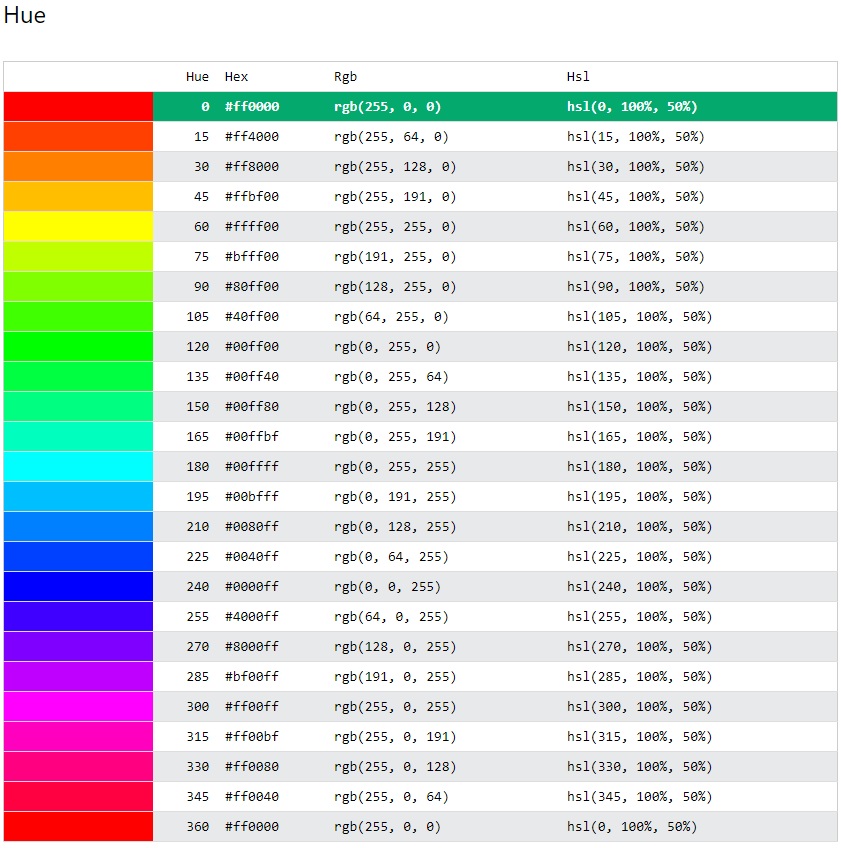 Hue
Hue Hex Rgb Hsl
0 #ff0000 rgb(255, 0, 0) hsl(0, 100%, 50%)
15 #ff4000 rgb(255, 64, 0) hsl(15, 100%, 50%)
30 #ff8000 rgb(255, 128, 0) hsl(30, 100%, 50%)
45 #ffbf00 rgb(255, 191, 0) hsl(45, 100%, 50%)
60 #ffff00 rgb(255, 255, 0) hsl(60, 100%, 50%)
75 #bfff00 rgb(191, 255, 0) hsl(75, 100%, 50%)
90 #80ff00 rgb(128, 255, 0) hsl(90, 100%, 50%)
105 #40ff00 rgb(64, 255, 0) hsl(105, 100%, 50%)
120 #00ff00 rgb(0, 255, 0) hsl(120, 100%, 50%)
135 #00ff40 rgb(0, 255, 64) hsl(135, 100%, 50%)
150 #00ff80 rgb(0, 255, 128) hsl(150, 100%, 50%)
165 #00ffbf rgb(0, 255, 191) hsl(165, 100%, 50%)
180 #00ffff rgb(0, 255, 255) hsl(180, 100%, 50%)
195 #00bfff rgb(0, 191, 255) hsl(195, 100%, 50%)
210 #0080ff rgb(0, 128, 255) hsl(210, 100%, 50%)
225 #0040ff rgb(0, 64, 255) hsl(225, 100%, 50%)
240 #0000ff rgb(0, 0, 255) hsl(240, 100%, 50%)
255 #4000ff rgb(64, 0, 255) hsl(255, 100%, 50%)
270 #8000ff rgb(128, 0, 255) hsl(270, 100%, 50%)
285 #bf00ff rgb(191, 0, 255) hsl(285, 100%, 50%)
300 #ff00ff rgb(255, 0, 255) hsl(300, 100%, 50%)
315 #ff00bf rgb(255, 0, 191) hsl(315, 100%, 50%)
330 #ff0080 rgb(255, 0, 128) hsl(330, 100%, 50%)
345 #ff0040 rgb(255, 0, 64) hsl(345, 100%, 50%)
360 #ff0000 rgb(255, 0, 0) hsl(0, 100%, 50%)